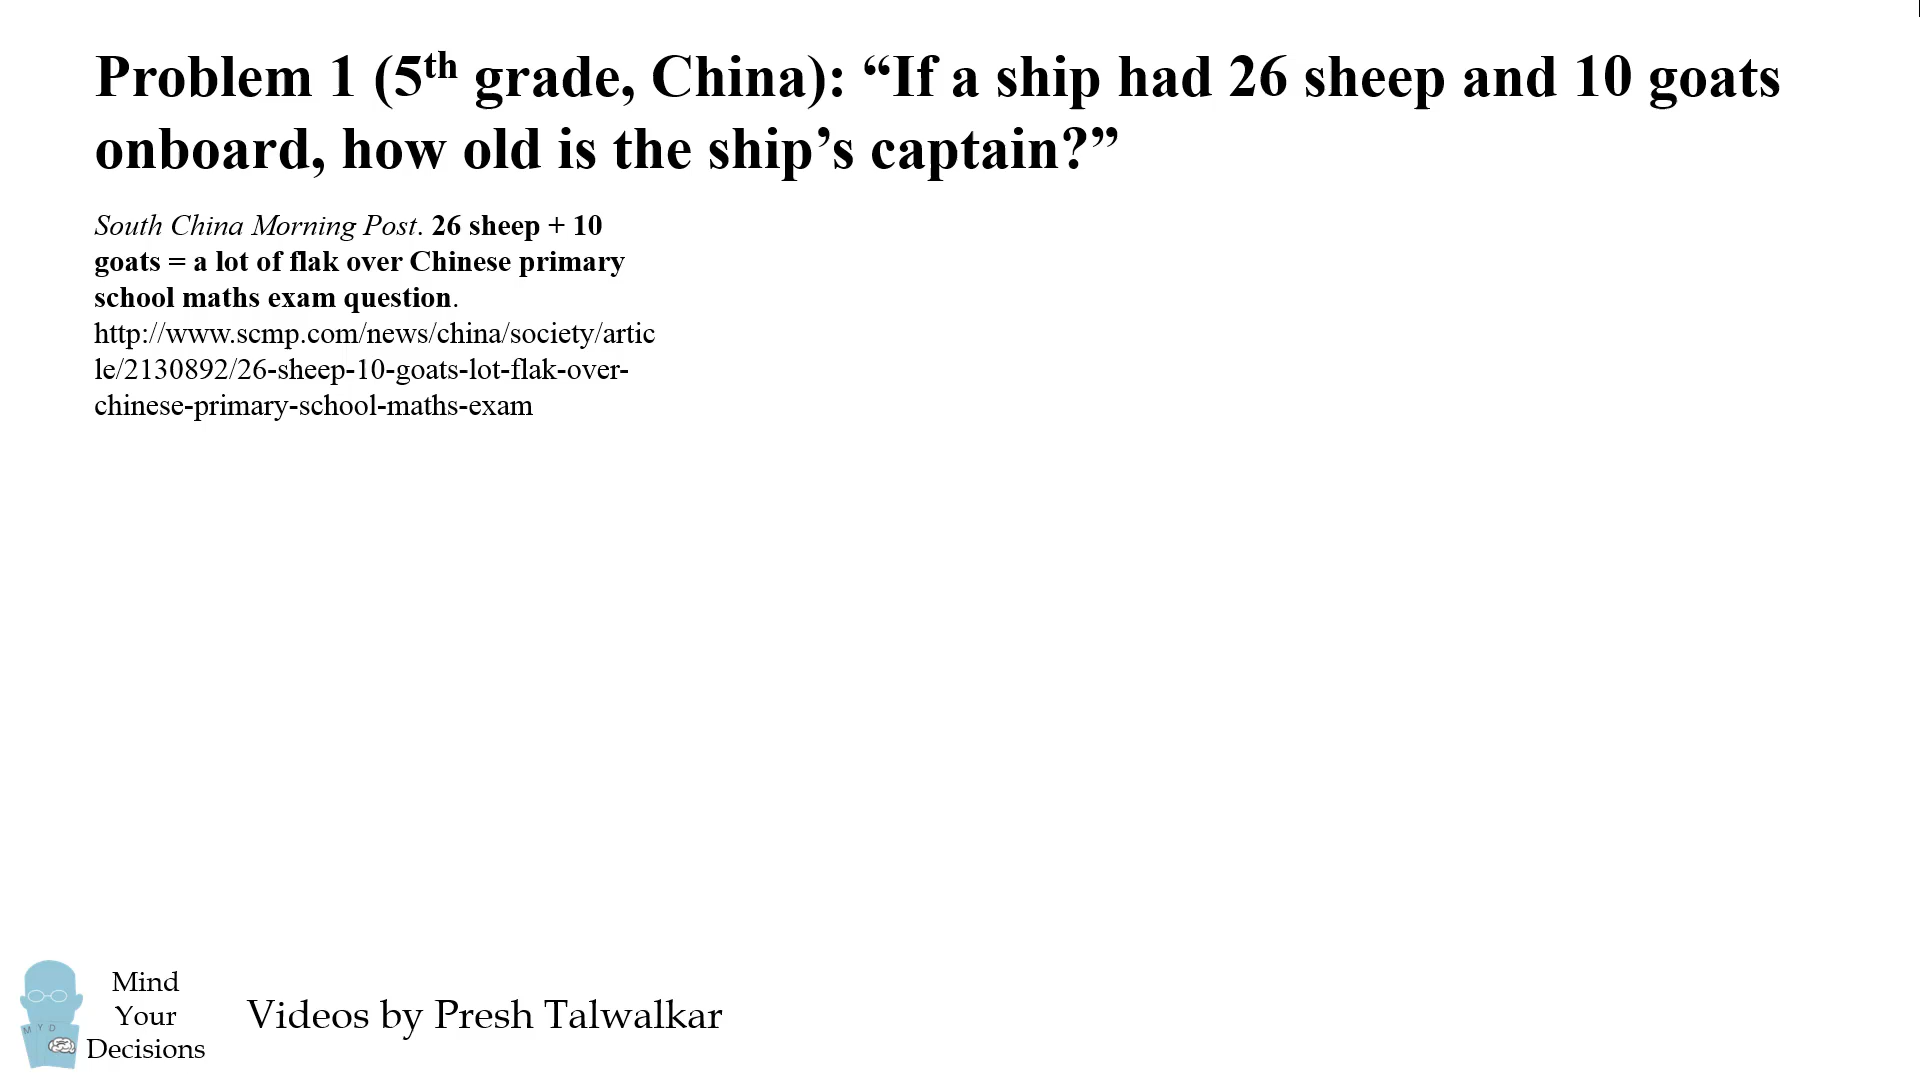 Problem 1 (5th grade, China): “If a ship had 26 sheep and 10 goats
onboard, how old is the ship’s captain?”
South China Morning Post. 26 sheep + 10
goats = a lot of flak over Chinese primary
school maths exam question.
http://www.scmp.com/news/china/society/artic
le/2130892/26-sheep-10-goats-lot-flak-over-
chinese-primary-school-maths-exam
M Y D
Mind
Your
Decisions
Videos by Presh Talwalkar